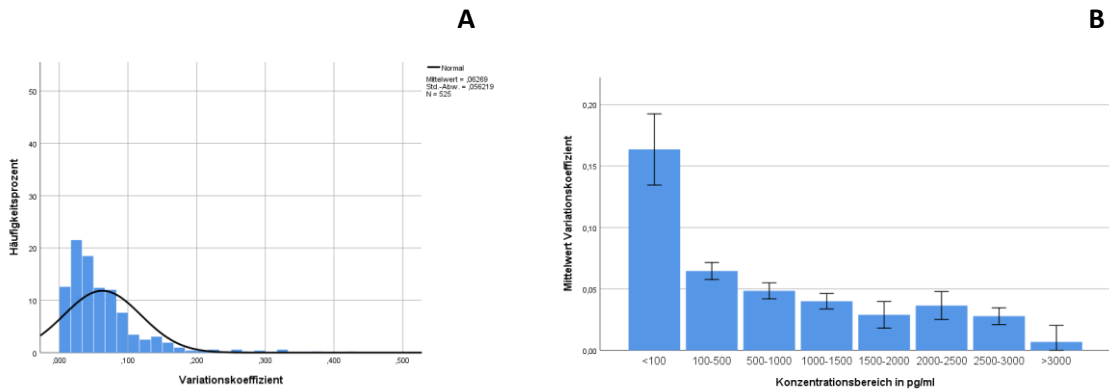 A
Normal
Mittelwert = ,06269
Std.-Abw. = ,056219
N = 525
Häufigkeitsprozent
50
40
30
20
10
0
,000 ,100 ,200 ,300 ,400 ,500
Variationskoeffizient
B
Mittelwert Variationskoeffizient
0,20
0,15
0,10
0,05
0,00
<100 100-500 500-1000 1000-1500 1500-2000 2000-2500 2500-3000 >3000
Konzentrationsbereich in pg/ml